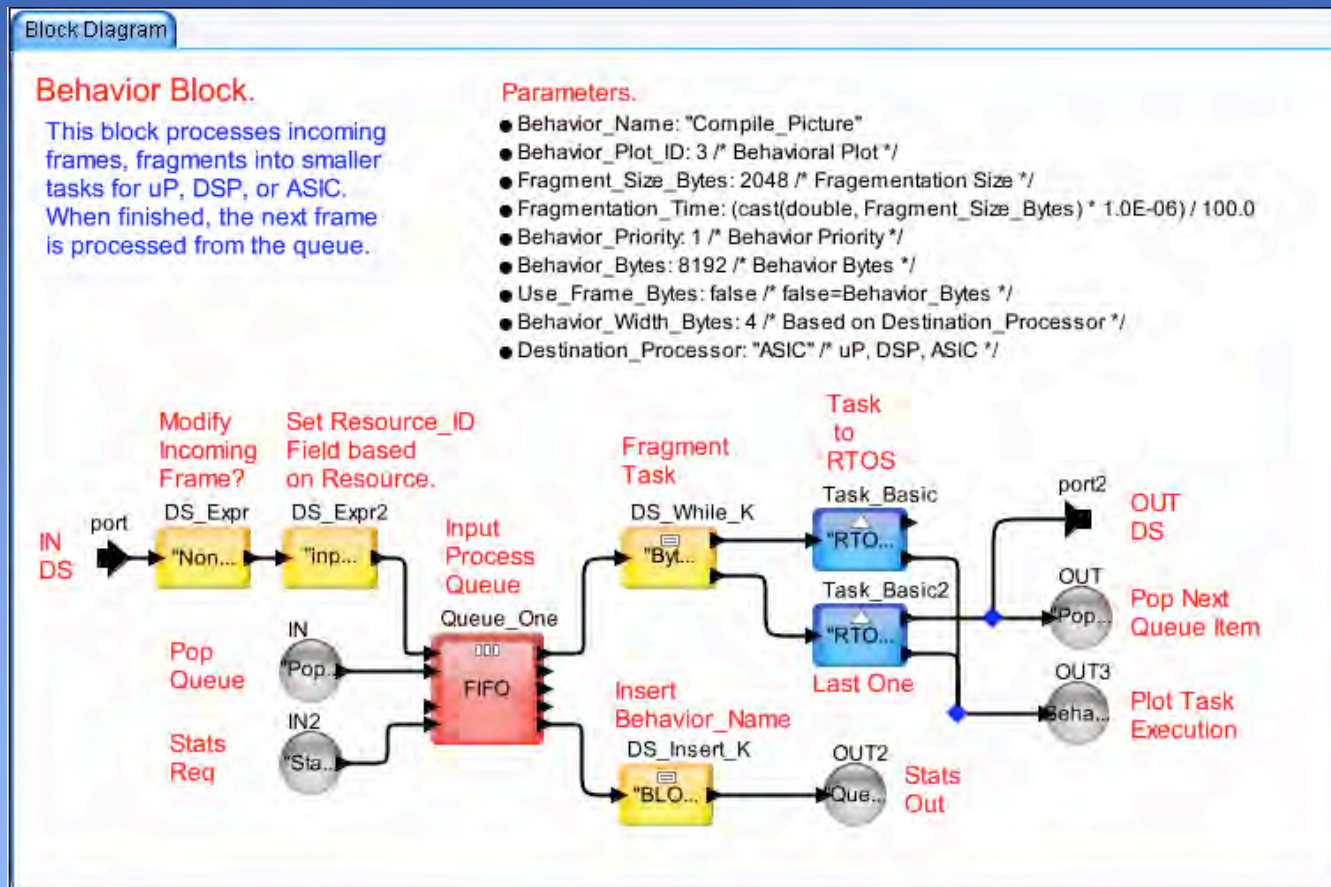 Block Diagram
Behavior Block.
This block processes incoming
frames, fragments into smaller
tasks for uP, DSP, or ASIC.
When finished, the next frame
is processed from the queue.
Parameters.
Behavior_Name: "Compile_Picture"
Behavior_Plot_ID: 3 /* Behavioral Plot */
Fragment_Size_Bytes: 2048 /* Fragementation Size */
Fragmentation_Time: (cast(double, Fragment_Size_Bytes) * 1.0E-06) / 100.0
Behavior_Priority: 1 /* Behavior Priority */
Behavior_Bytes: 8192 /* Behavior Bytes */
Use_Frame_Bytes: false /* false=Behavior_Bytes */
Behavior_Width_Bytes: 4 /* Based on Destination_Processor */
Destination_Processor: "ASIC" /* uP, DSP, ASIC */
Modify
Incoming
Frame?
Set Resource_ID
Field based
on Resource.
Fragment
Task
Task
to
RTOS
IN
DS
port
DS_Expr
"Non...
DS_Expr2
"inp...
Input
Process
Queue
Queue_One
FIFO
DS_While_K
"Byt...
Task_Basic
"RTO...
port2
OUT
DS
Task_Basic2
"RTO...
Last One
OUT
"Pop...
Pop Next
Queue Item
OUT3
Beha...
Plot Task
Execution
Pop
Queue
IN
"Pop...
Stats
Req
IN2
"Sta...
Insert
Behavior_Name
DS_Insert_K
"BLO...
OUT2
"Que...
Stats
Out